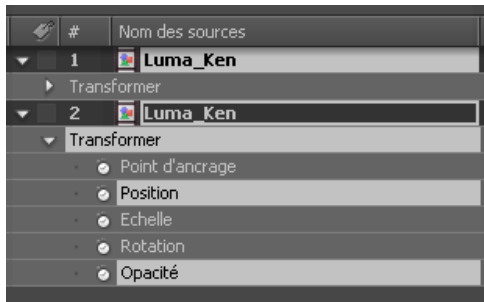 # Nom des sources
1 Luma_Ken
Transformer
2 Luma_Ken
Transformer
Point d'ancrage
Position
Echelle
Rotation
Opacité